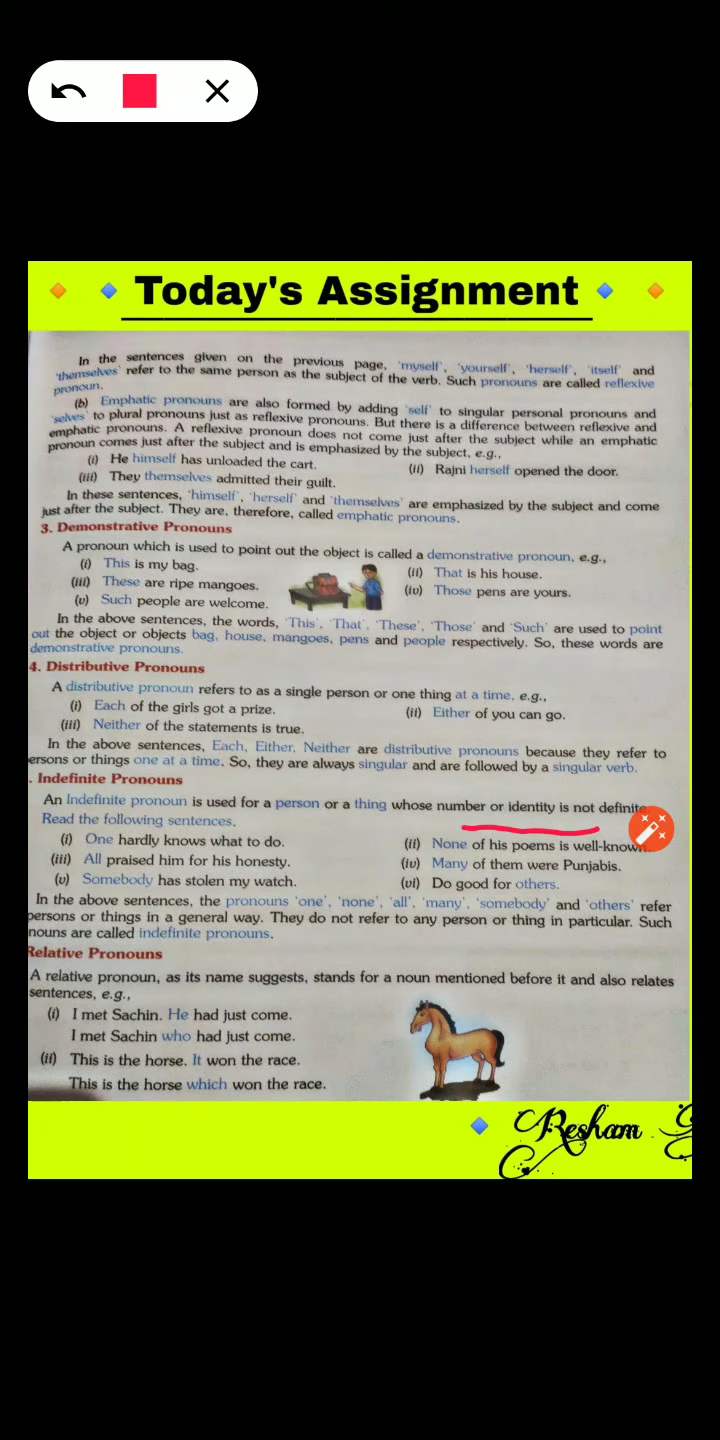 Today's Assignment
In the sentences given on the previous page, 'myself', 'yourself', 'herself', 'itself' and
'themselves' refer to the same person as the subject of the verb. Such pronouns are called reflexive
pronoun.
(b) Emphatic pronouns are also formed by adding 'self' to singular personal pronouns and
'selves' to plural pronouns just as reflexive pronouns. But there is a difference between reflexive and
emphatic pronouns. A reflexive pronoun does not come just after the subject while an emphatic
pronoun comes just after the subject and is emphasized by the subject, e.g.,
(i) He himself has unloaded the cart. (ii) Rajni herself opened the door.
(iii) They themselves admitted their guilt.
In these sentences, 'himself', 'herself' and 'themselves' are emphasized by the subject and come
just after the subject. They are, therefore, called emphatic pronouns.
3. Demonstrative Pronouns
A pronoun which is used to point out the object is called a demonstrative pronoun, e.g.,
(i) This is my bag. (ii) That is his house.
(iii) These are ripe mangoes. (iv) Those pens are yours.
(v) Such people are welcome.
In the above sentences, the words, 'This', 'That', 'These', 'Those' and 'Such' are used to point
out the object or objects bag, house, mangoes, pens and people respectively. So, these words are
demonstrative pronouns.
4. Distributive Pronouns
A distributive pronoun refers to as a single person or one thing at a time, e.g.,
(i) Each of the girls got a prize. (ii) Either of you can go.
(iii) Neither of the statements is true.
In the above sentences, Each, Either, Neither are distributive pronouns because they refer to
ersons or things one at a time. So, they are always singular and are followed by a singular verb.
. Indefinite Pronouns
An Indefinite pronoun is used for a person or a thing whose number or identity is not definite
Read the following sentences.
(i) One hardly knows what to do. (ii) None of his poems is well-known.
(iii) All praised him for his honesty. (iv) Many of them were Punjabis.
(v) Somebody has stolen my watch. (vi) Do good for others.
In the above sentences, the pronouns 'one', 'none', 'all', 'many', 'somebody' and 'others' refer
persons or things in a general way. They do not refer to any person or thing in particular. Such
nouns are called indefinite pronouns.
Relative Pronouns
A relative pronoun, as its name suggests, stands for a noun mentioned before it and also relates
sentences, e.g.,
(i) I met Sachin. He had just come.
I met Sachin who had just come.
(ii) This is the horse. It won the race.
This is the horse which won the race.
Resham